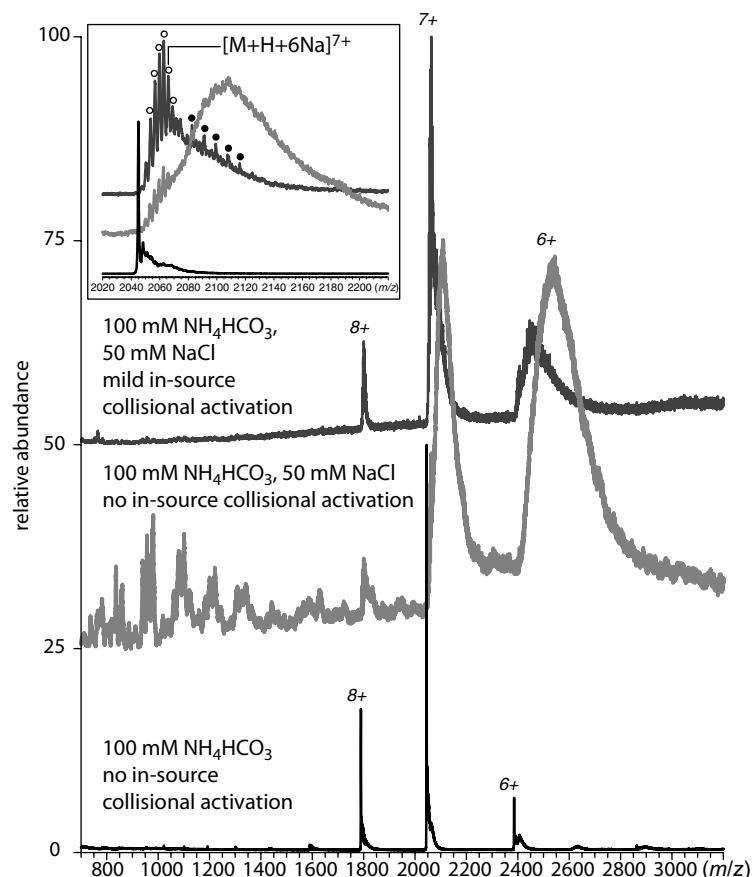 7+
100
[M+H+6Na]7+
75
6+
2020 2040 2060 2080 2100 2120 2140 2160 2180 2200 (m/z)
100 mM NH4HCO3,
50 mM NaCl
mild in-source
collisional activation
8+
50
relative abundance
100 mM NH4HCO3, 50 mM NaCl
no in-source collisional activation
25
8+
100 mM NH4HCO3
no in-source
collisional activation
6+
0
800 1000 1200 1400 1600 1800 2000 2200 2400 2600 2800 3000 (m/z)